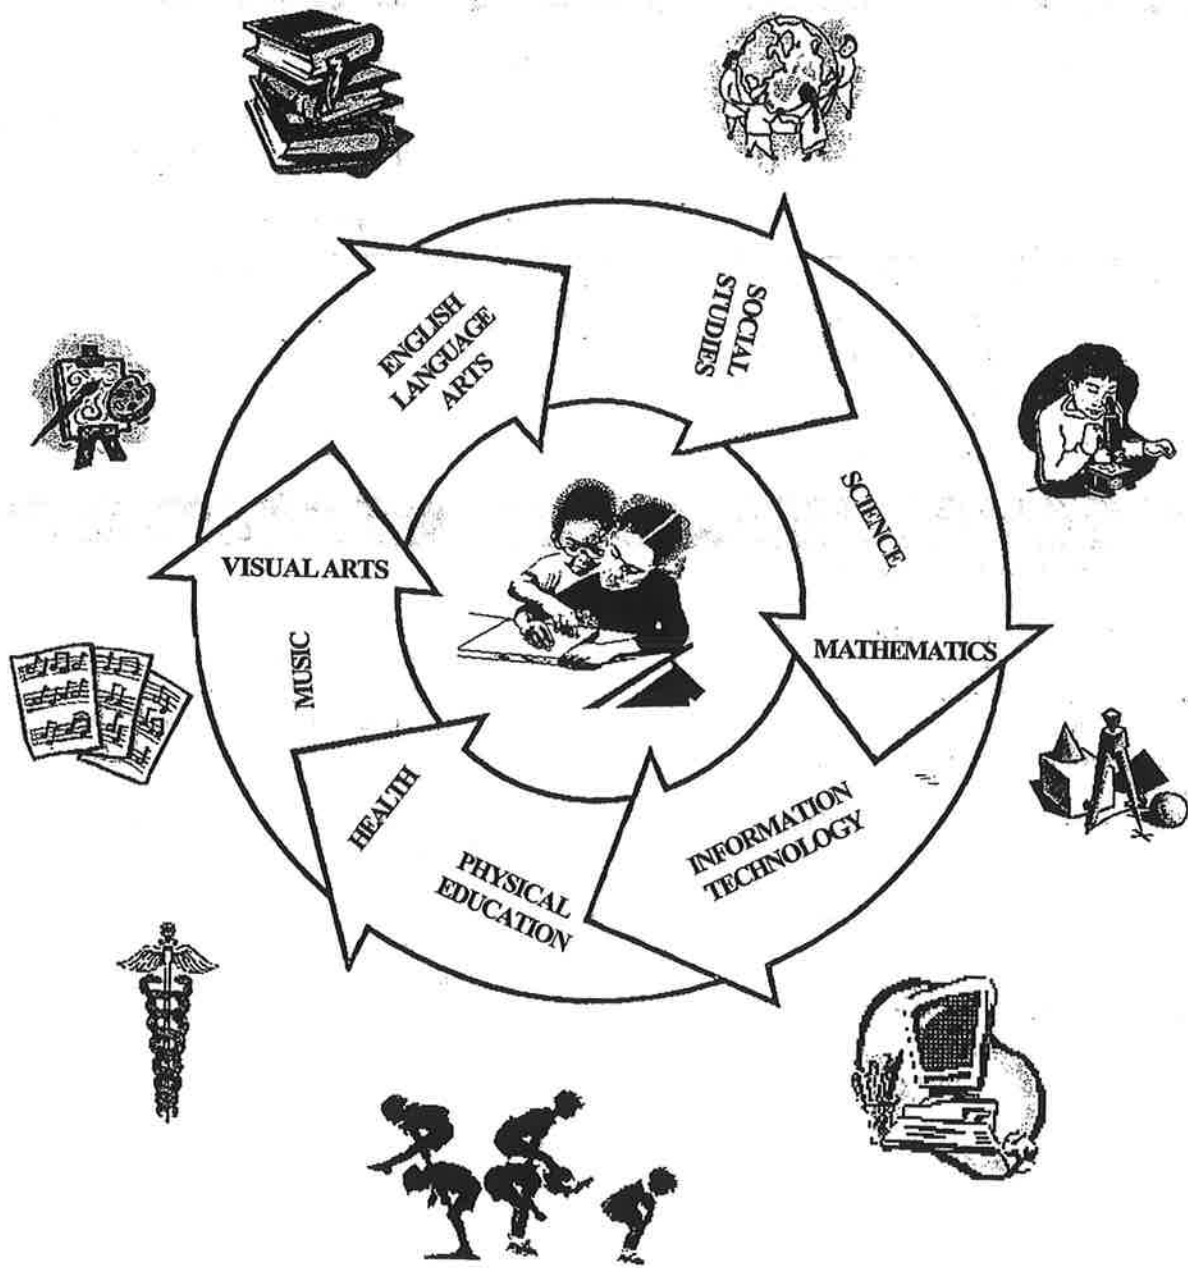 ENGLISH
LANGUAGE
ARTS
SOCIAL
STUDIES
SCIENCE
MATHEMATICS
INFORMATION
TECHNOLOGY
PHYSICAL
EDUCATION
HEALTH
MUSIC
VISUAL ARTS